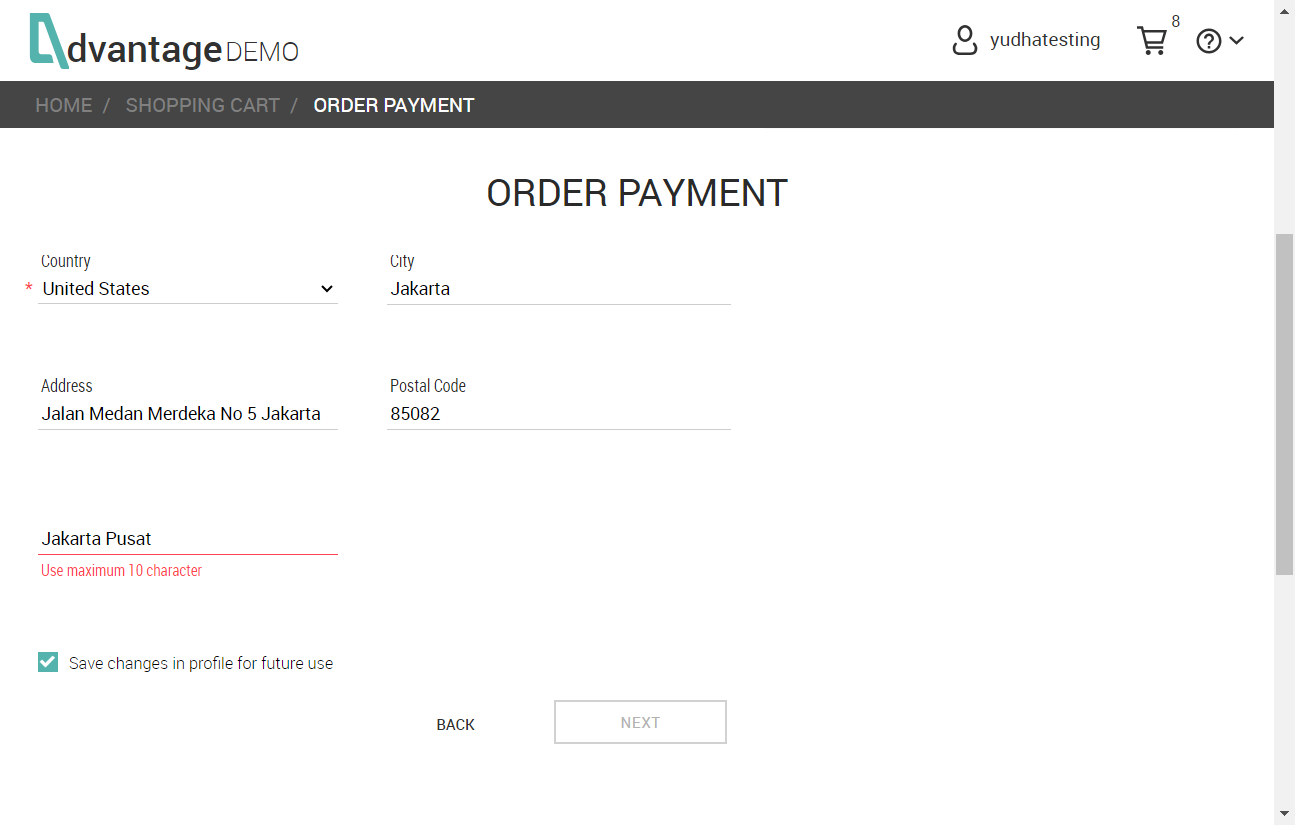 dvantage DEMO
yudhatesting
8
HOME / SHOPPING CART / ORDER PAYMENT
ORDER PAYMENT
Country
City
* United States
Jakarta
Address
Postal Code
Jalan Medan Merdeka No 5 Jakarta
85082
Jakarta Pusat
Use maximum 10 character
Save changes in profile for future use
BACK
NEXT